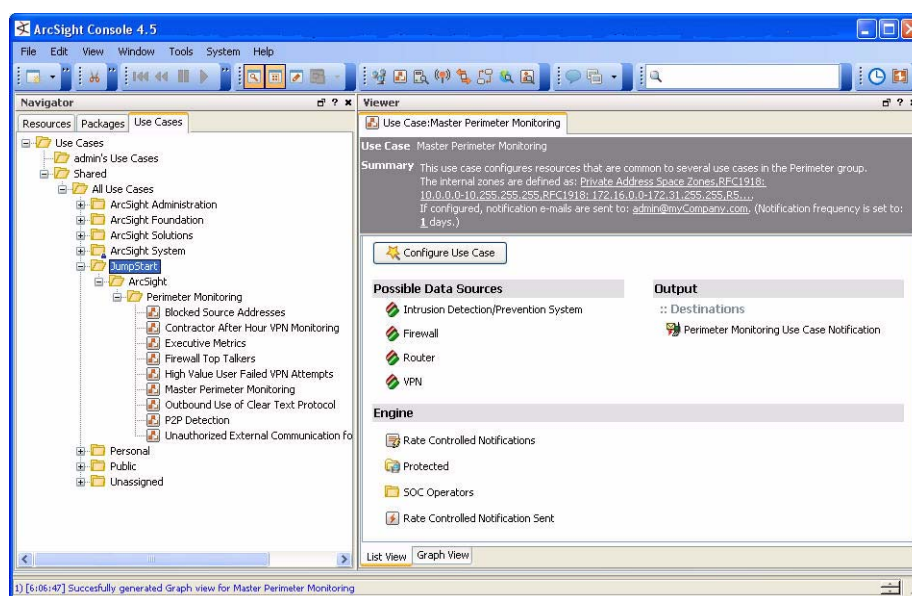 ArcSight Console 4.5
File Edit View Window Tools System Help
Navigator
Resources Packages Use Cases
Use Cases
admin's Use Cases
Shared
All Use Cases
ArcSight Administration
ArcSight Foundation
ArcSight Solutions
ArcSight System
JumpStart
ArcSight
Perimeter Monitoring
Blocked Source Addresses
Contractor After Hour VPN Monitoring
Executive Metrics
Firewall Top Talkers
High Value User Failed VPN Attempts
Master Perimeter Monitoring
Outbound Use of Clear Text Protocol
P2P Detection
Unauthorized External Communication fo
Personal
Public
Unassigned
Viewer
Use Case:Master Perimeter Monitoring
Use Case Master Perimeter Monitoring
Summary This use case configures resources that are common to several use cases in the Perimeter group.
The internal zones are defined as: Private Address Space Zones,RFC1918:
10.0.0.0-10.255.255.255,RFC1918: 172.16.0.0-172.31.255.255,R5....
If configured, notification e-mails are sent to: admin@myCompany.com, (Notification frequency is set to:
1 days.)
Configure Use Case
Possible Data Sources
Intrusion Detection/Prevention System
Firewall
Router
VPN
Output
:: Destinations
Perimeter Monitoring Use Case Notification
Engine
Rate Controlled Notifications
Protected
SOC Operators
Rate Controlled Notification Sent
List View Graph View
1) [6:06:47] Succesfully generated Graph view for Master Perimeter Monitoring